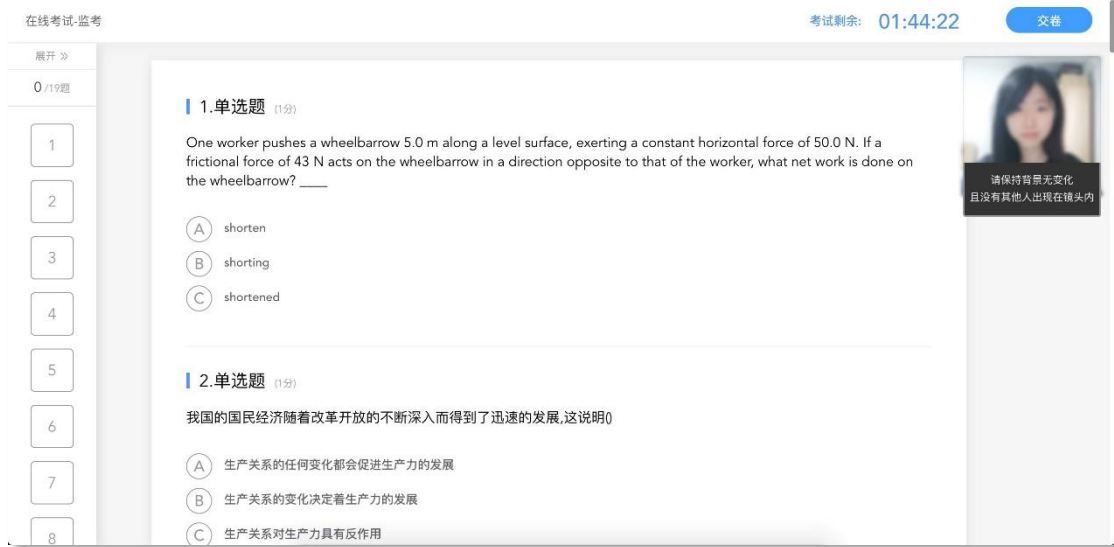 在线考试-监考
考试剩余: 01:44:22
交卷
展开 »
0/19题
1
2
3
4
5
6
7
8
1.单选题 (1分)
One worker pushes a wheelbarrow 5.0 m along a level surface, exerting a constant horizontal force of 50.0 N. If a
frictional force of 43 N acts on the wheelbarrow in a direction opposite to that of the worker, what net work is done on
the wheelbarrow? ____
A shorten
B shorting
C shortened
2.单选题 (1分)
我国的国民经济随着改革开放的不断深入而得到了迅速的发展,这说明()
A 生产关系的任何变化都会促进生产力的发展
B 生产关系的变化决定着生产力的发展
C 生产关系对生产力具有反作用
请保持背景无变化
且没有其他人出现在镜头内